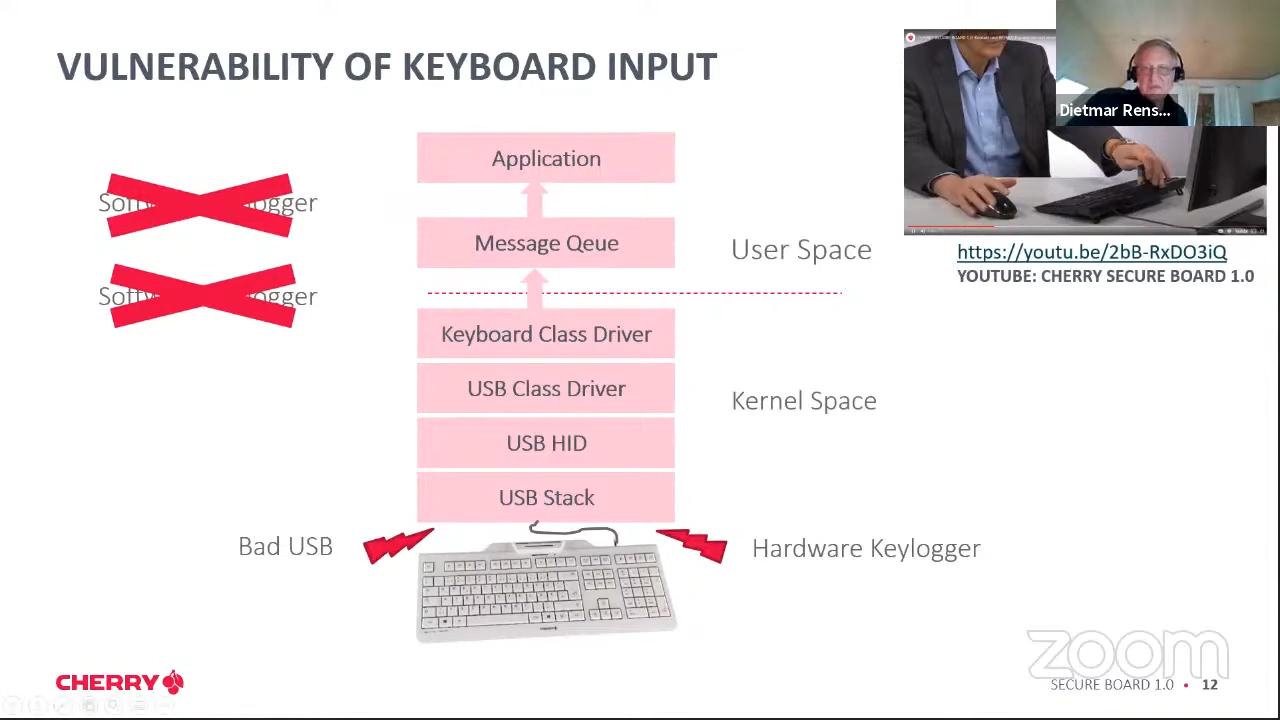 VULNERABILITY OF KEYBOARD INPUT
Dietmar Rens...
Application
Message Qeue
User Space
https://youtu.be/2bB-RxDO3iQ
YOUTUBE: CHERRY SECURE BOARD 1.0
Keyboard Class Driver
USB Class Driver
Kernel Space
USB HID
USB Stack
Bad USB
Hardware Keylogger
zoom
CHERRY
SECURE BOARD 1.0 • 12